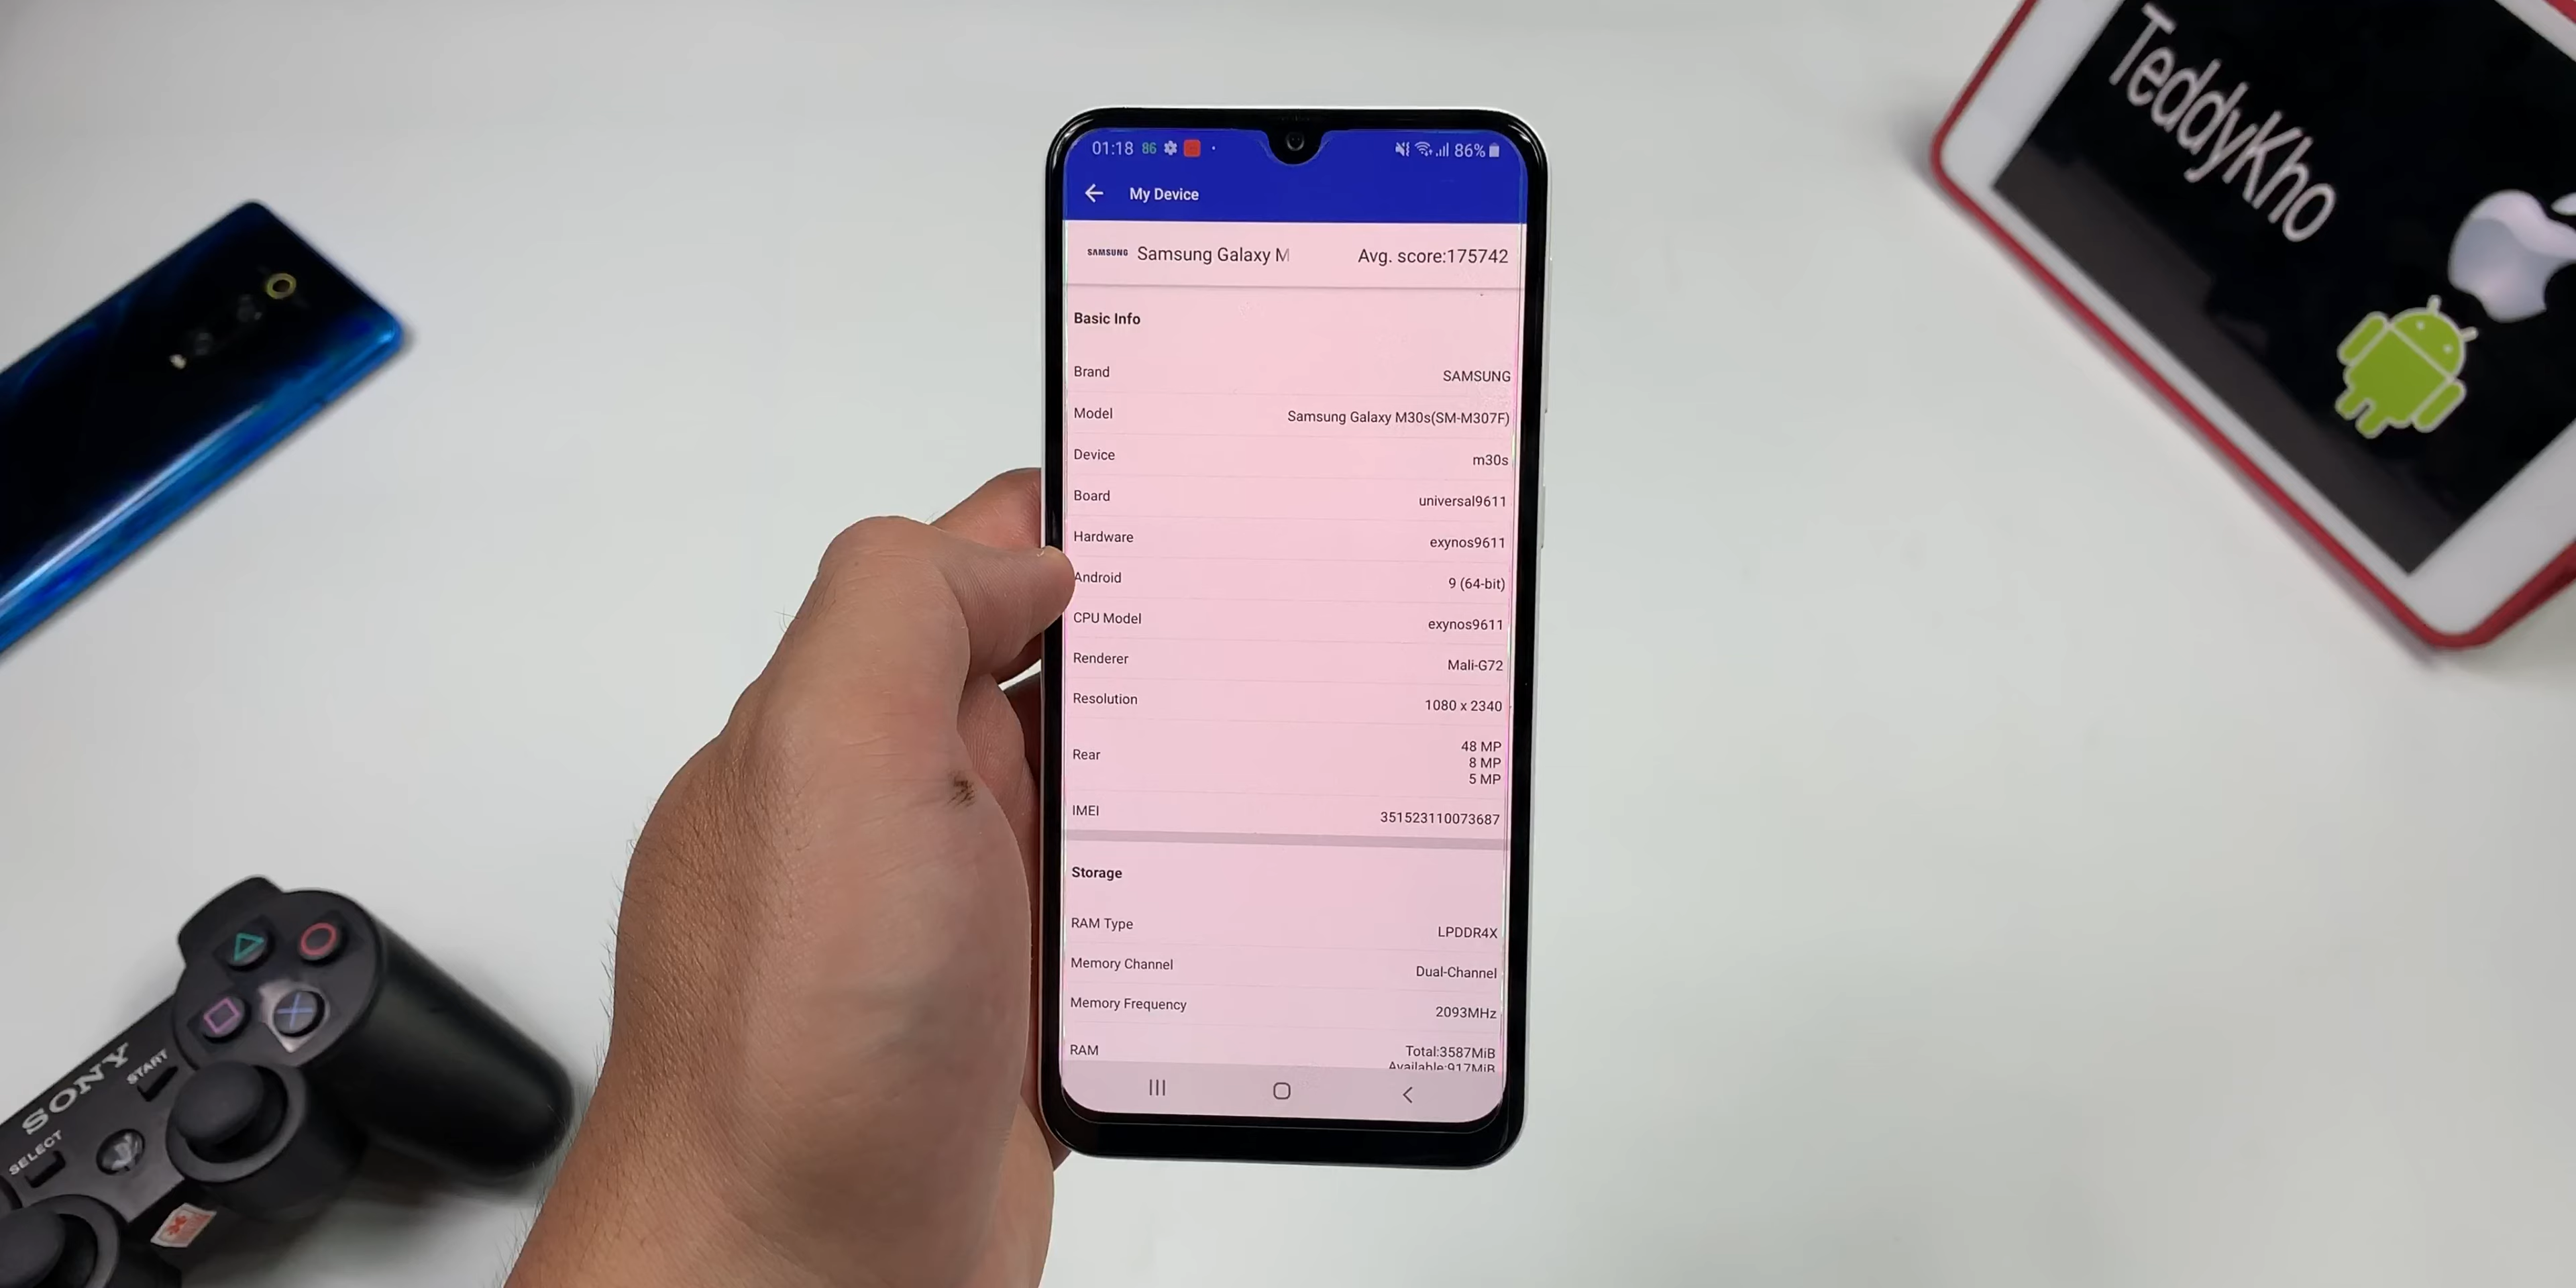 01:18 86 86%
My Device
SAMSUNG Samsung Galaxy M Avg. score:175742
Basic Info
Brand SAMSUNG
Model Samsung Galaxy M30s(SM-M307F)
Device m30s
Board universal9611
Hardware exynos9611
Android 9 (64-bit)
CPU Model exynos9611
Renderer Mali-G72
Resolution 1080 x 2340
Rear 48 MP
8 MP
5 MP
IMEI 351523110073687
Storage
RAM Type LPDDR4X
Memory Channel Dual-Channel
Memory Frequency 2093MHz
RAM Total:3587MiB
Available:917MiB
TeddyKho
SONY
START
SELECT